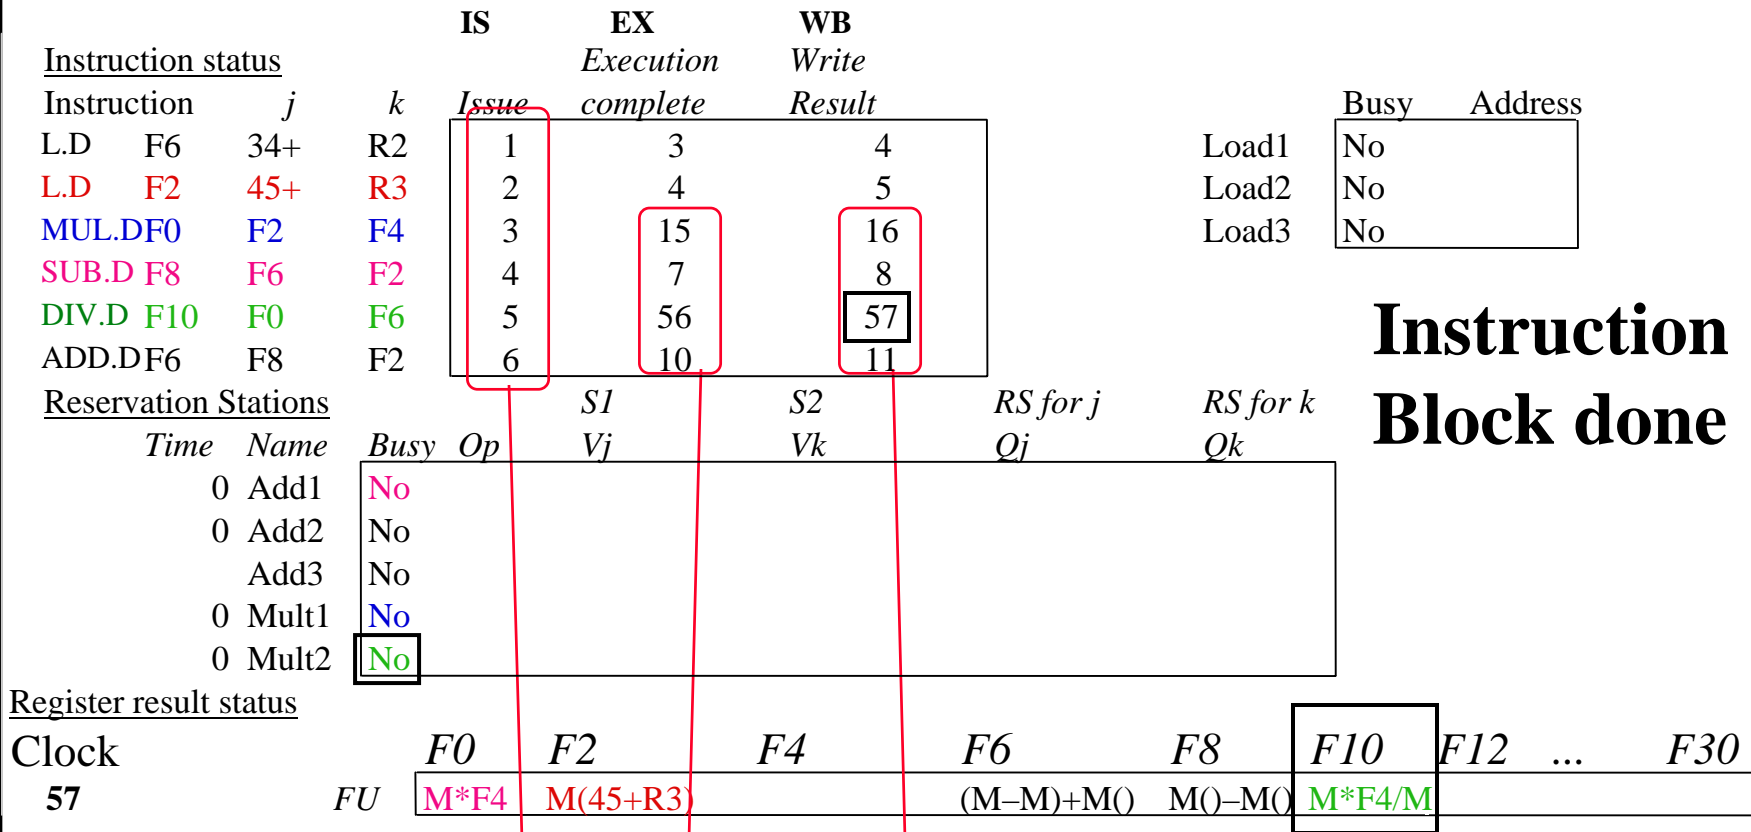 IS EX WB
Instruction status Execution Write
Instruction j k Issue complete Result Busy Address
L.D F6 34+ R2 1 3 4 Load1 No
L.D F2 45+ R3 2 4 5 Load2 No
MUL.D F0 F2 F4 3 15 16 Load3 No
SUB.D F8 F6 F2 4 7 8
DIV.D F10 F0 F6 5 56 57
ADD.D F6 F8 F2 6 10 11
Instruction
Block done
Reservation Stations S1 S2 RS for j RS for k
Time Name Busy Op Vj Vk Qj Qk
0 Add1 No
0 Add2 No
Add3 No
0 Mult1 No
0 Mult2 No
Register result status
Clock F0 F2 F4 F6 F8 F10 F12 ... F30
57 FU M*F4 M(45+R3) (M–M)+M() M()–M() M*F4/M